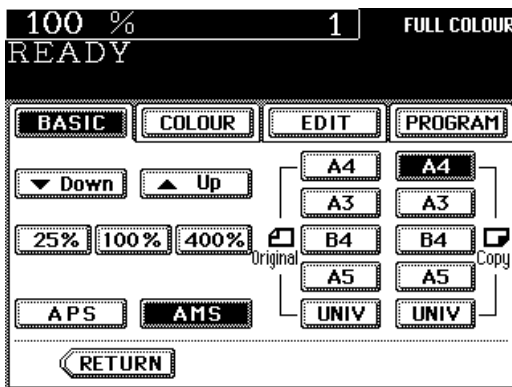 100 % 1 FULL COLOUR
READY
BASIC COLOUR EDIT PROGRAM
A4 A4
Down Up
A3 A3
25% 100% 400% Original B4 B4 Copy
A5 A5
APS AMS UNIV UNIV
RETURN